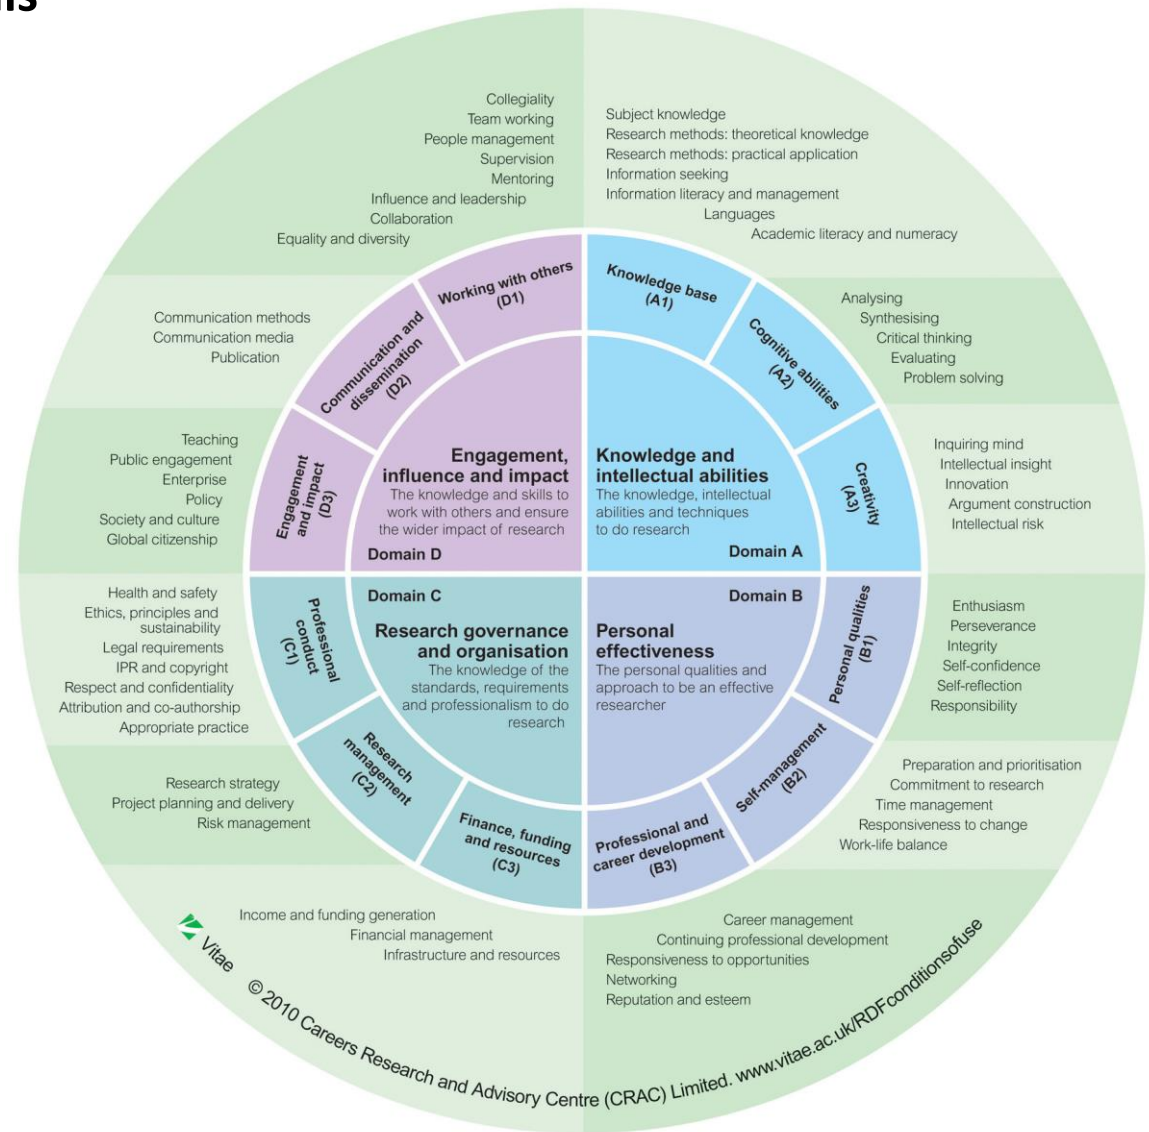 Collegiality
Team working
People management
Supervision
Mentoring
Influence and leadership
Collaboration
Equality and diversity
Subject knowledge
Research methods: theoretical knowledge
Research methods: practical application
Information seeking
Information literacy and management
Languages
Academic literacy and numeracy
Working with others
(D1)
Knowledge base
(A1)
Communication methods
Communication media
Publication
Communication and
dissemination
(D2)
Cognitive abilities
(A2)
Analysing
Synthesising
Critical thinking
Evaluating
Problem solving
Teaching
Public engagement
Enterprise
Policy
Society and culture
Global citizenship
Engagement
and impact
(D3)
Engagement,
influence and impact
The knowledge and skills to
work with others and ensure
the wider impact of research
Domain D
Knowledge and
intellectual abilities
The knowledge, intellectual
abilities and techniques
to do research
Domain A
Creativity
(A3)
Inquiring mind
Intellectual insight
Innovation
Argument construction
Intellectual risk
Health and safety
Ethics, principles and
sustainability
Legal requirements
IPR and copyright
Respect and confidentiality
Attribution and co-authorship
Appropriate practice
Professional
conduct
(C1)
Domain C
Research governance
and organisation
The knowledge of the
standards, requirements
and professionalism to do
research
Domain B
Personal
effectiveness
The personal qualities and
approach to be an effective
researcher
Personal qualities
(B1)
Enthusiasm
Perseverance
Integrity
Self-confidence
Self-reflection
Responsibility
Research strategy
Project planning and delivery
Risk management
Research
management
(C2)
Self-management
(B2)
Preparation and prioritisation
Commitment to research
Time management
Responsiveness to change
Work-life balance
Finance, funding
and resources
(C3)
Professional and
career development
(B3)
Income and funding generation
Financial management
Infrastructure and resources
Career management
Continuing professional development
Responsiveness to opportunities
Networking
Reputation and esteem
Vitae © 2010 Careers Research and Advisory Centre (CRAC) Limited. www.vitae.ac.uk/RDFconditionsofuse